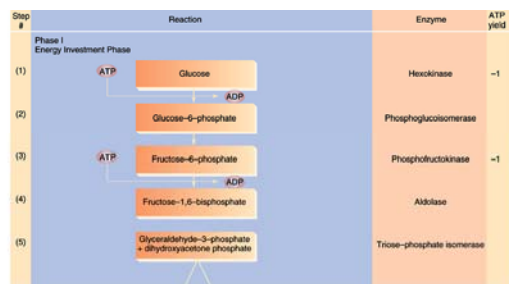 Step # Reaction Enzyme ATP yield
Phase I
Energy Investment Phase
(1) ATP Glucose Hexokinase –1
ADP
(2) Glucose–6–phosphate Phosphoglucoisomerase
(3) ATP Fructose–6–phosphate Phosphofructokinase –1
ADP
(4) Fructose–1,6–bisphosphate Aldolase
(5) Glyceraldehyde–3–phosphate
+ dihydroxyacetone phosphate Triose–phosphate isomerase